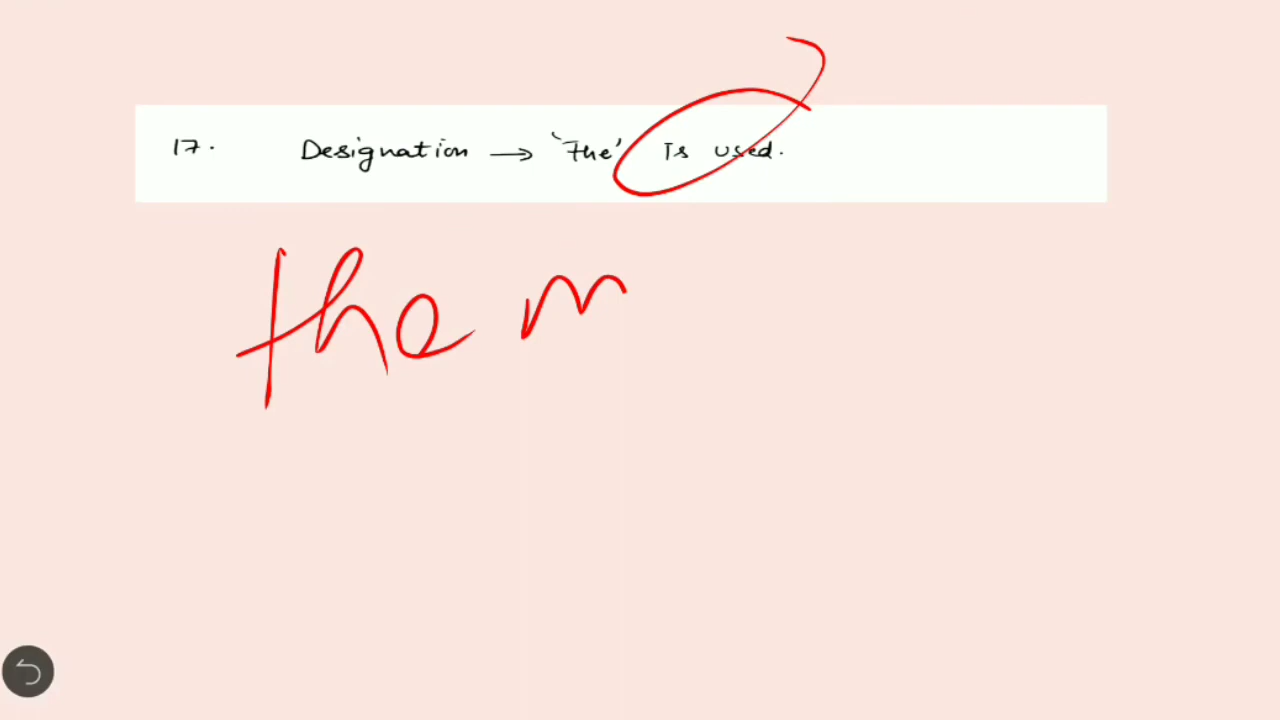 17. Designation → 'The' is used.
the m